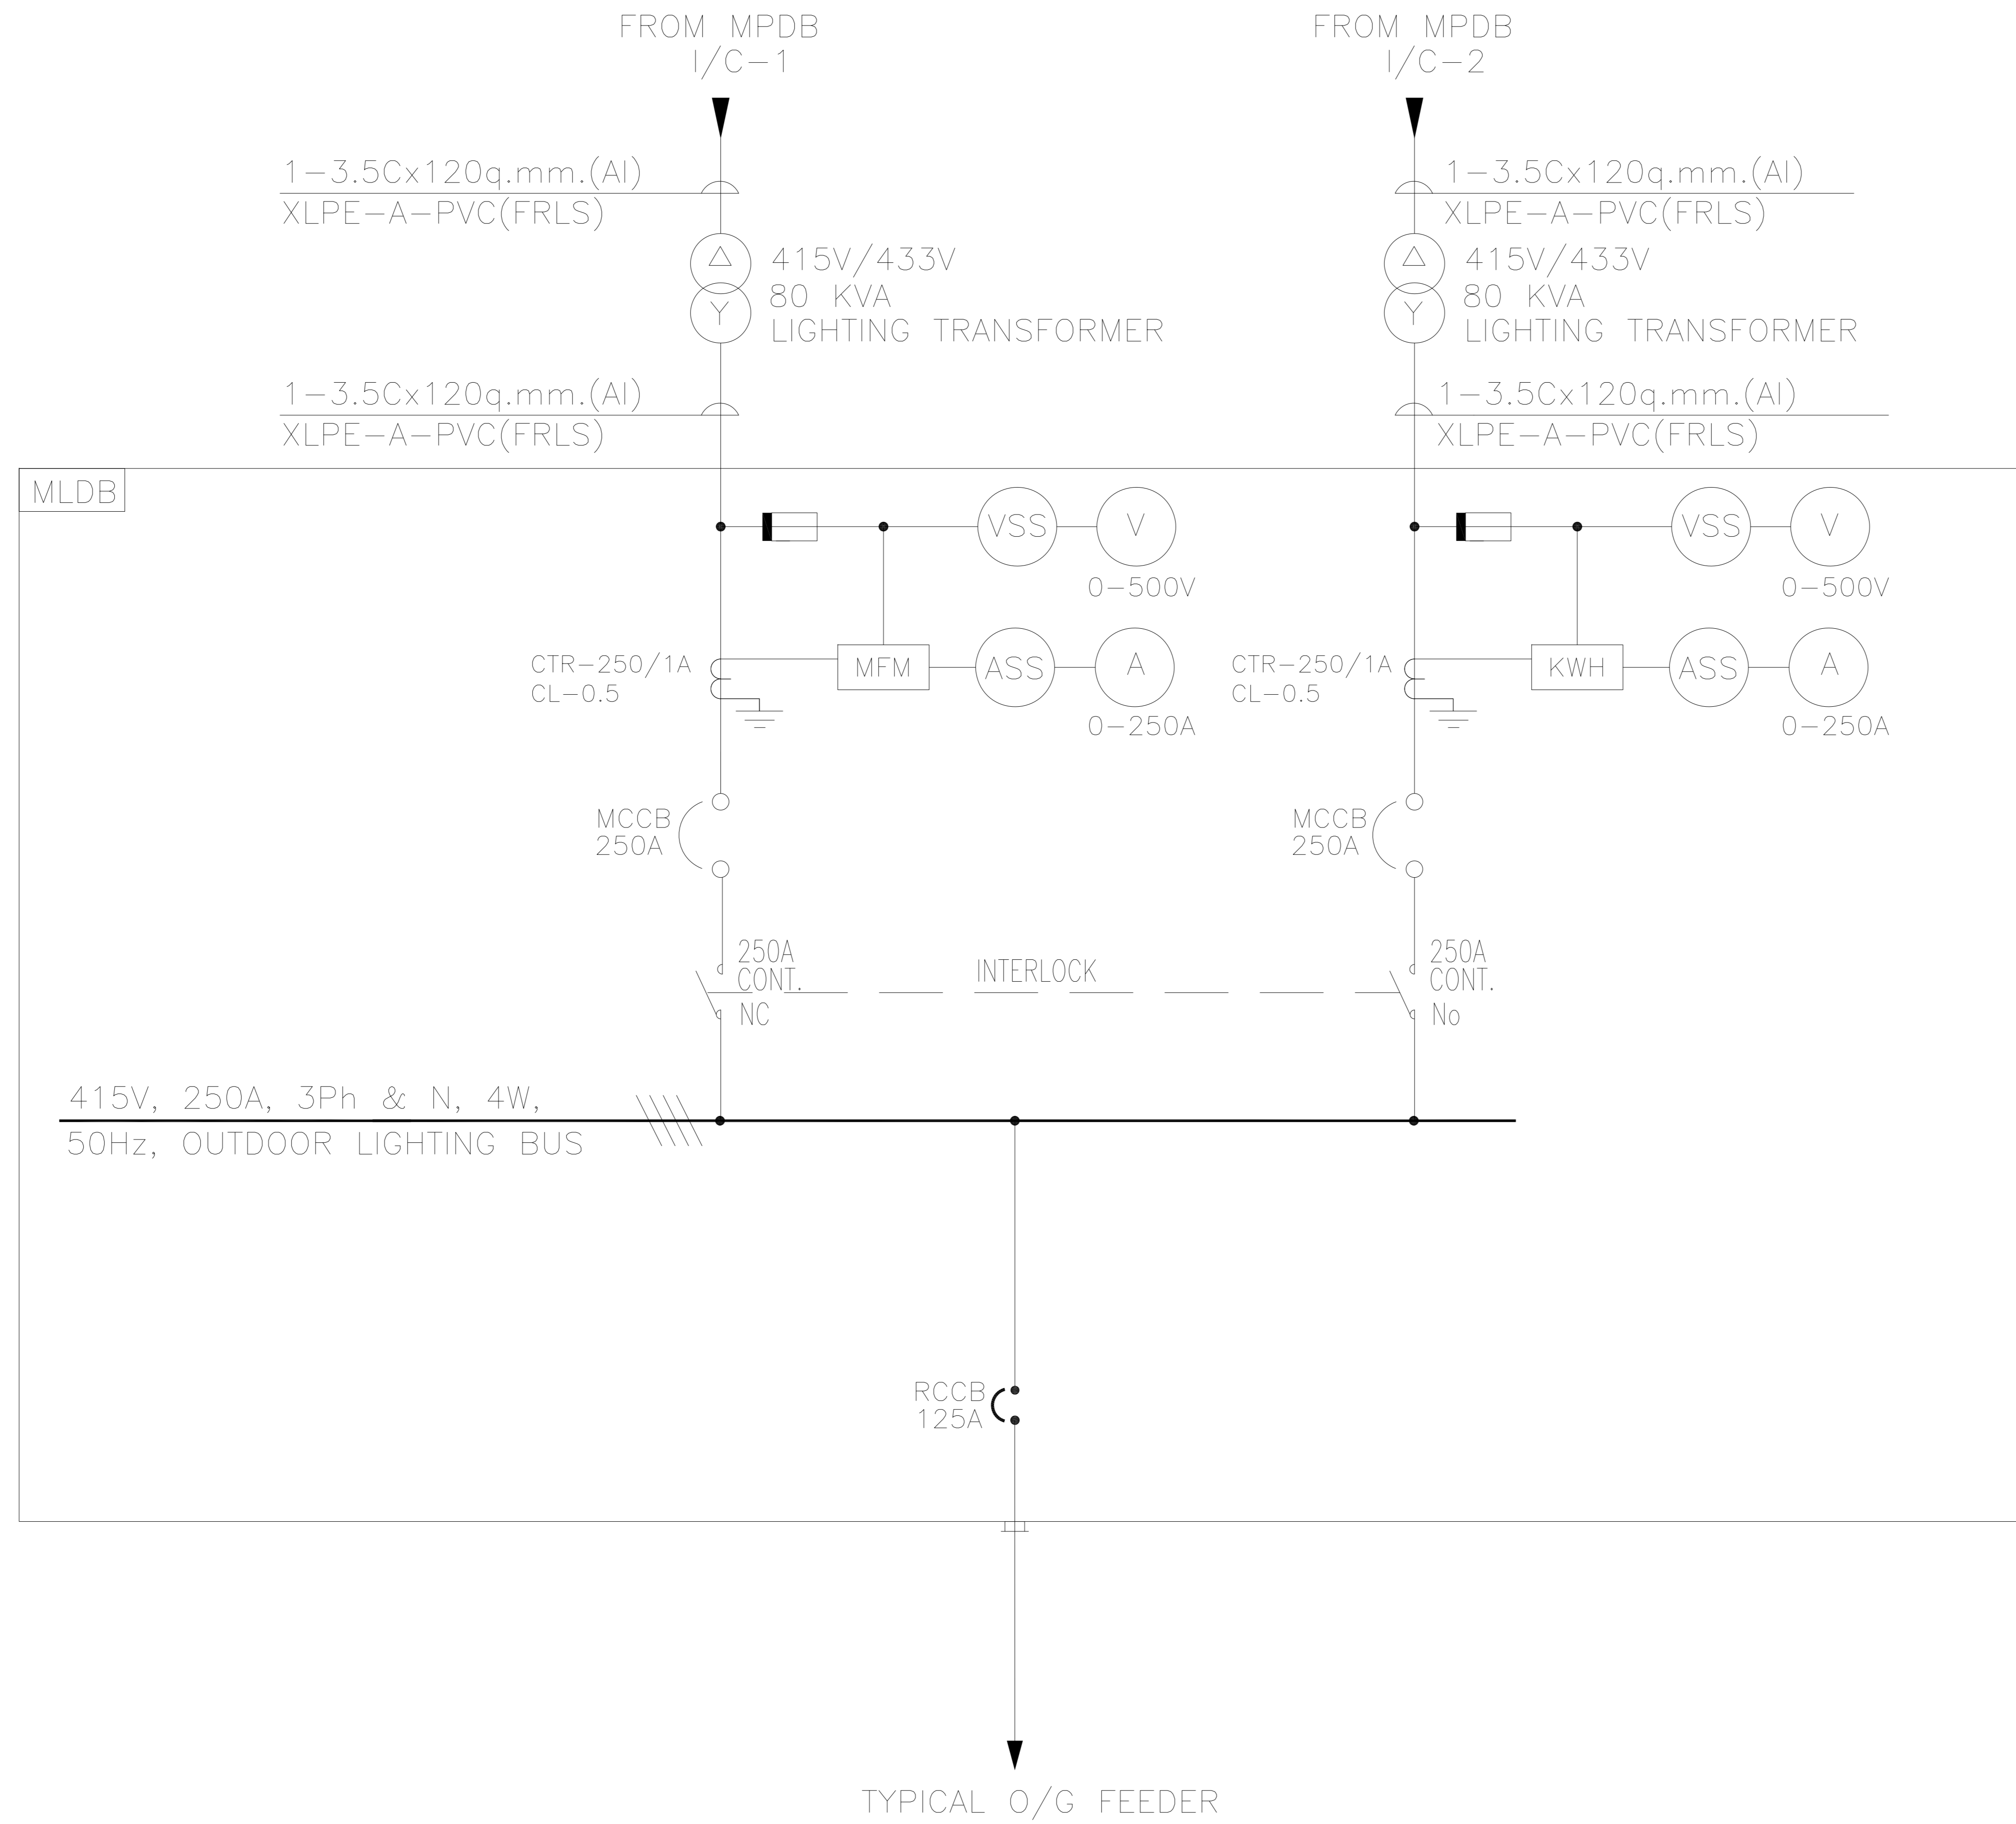 FROM MPDB
I/C-1
FROM MPDB
I/C-2
1-3.5Cx120q.mm.(Al)
XLPE-A-PVC(FRLS)
1-3.5Cx120q.mm.(Al)
XLPE-A-PVC(FRLS)
Δ
Y
415V/433V
80 KVA
LIGHTING TRANSFORMER
Δ
Y
415V/433V
80 KVA
LIGHTING TRANSFORMER
1-3.5Cx120q.mm.(Al)
XLPE-A-PVC(FRLS)
1-3.5Cx120q.mm.(Al)
XLPE-A-PVC(FRLS)
MLDB
VSS
V
0-500V
VSS
V
0-500V
CTR-250/1A
CL-0.5
MFM
ASS
A
0-250A
CTR-250/1A
CL-0.5
KWH
ASS
A
0-250A
MCCB
250A
MCCB
250A
250A
CONT.
NC
INTERLOCK
250A
CONT.
No
415V, 250A, 3Ph & N, 4W,
50Hz, OUTDOOR LIGHTING BUS
RCCB
125A
TYPICAL O/G FEEDER